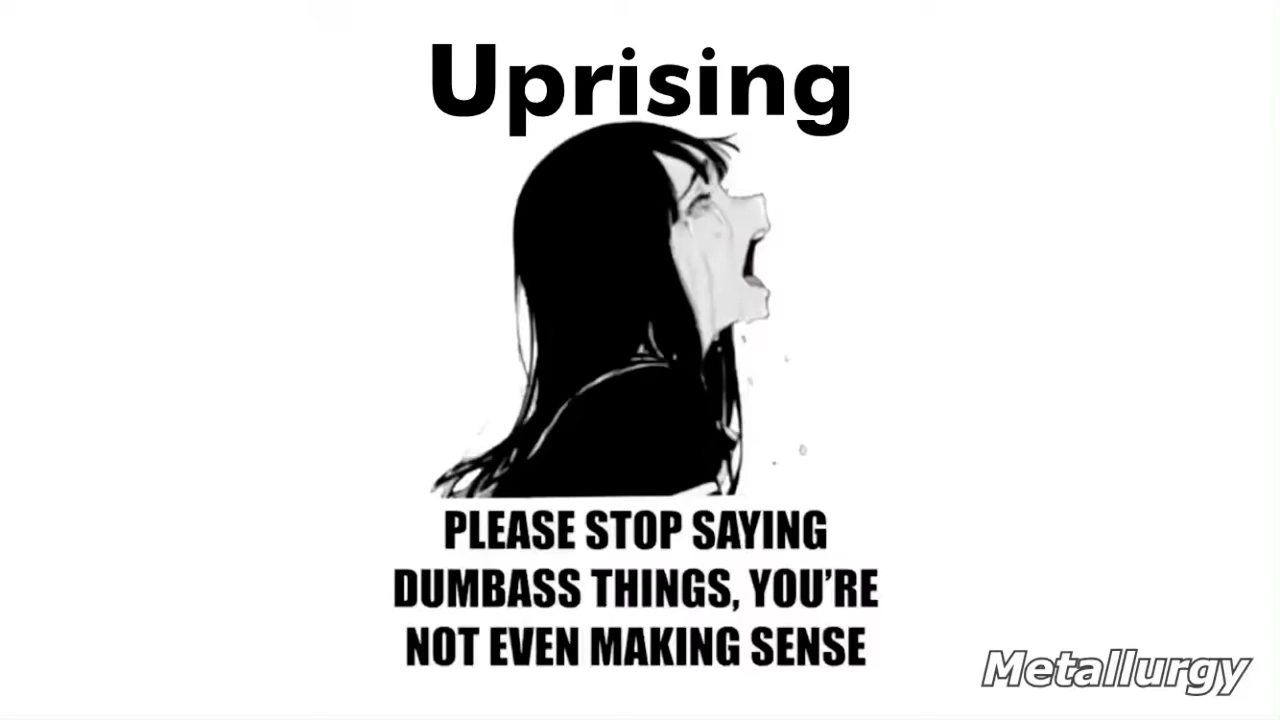 Uprising
PLEASE STOP SAYING
DUMBASS THINGS, YOU'RE
NOT EVEN MAKING SENSE
Metallurgy